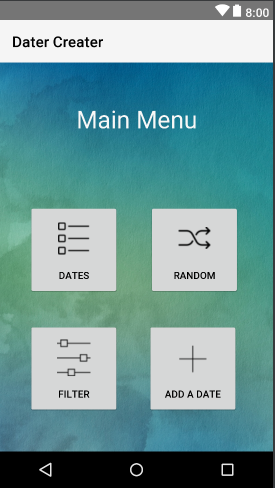 8:00
Dater Creater
Main Menu
DATES
RANDOM
FILTER
ADD A DATE